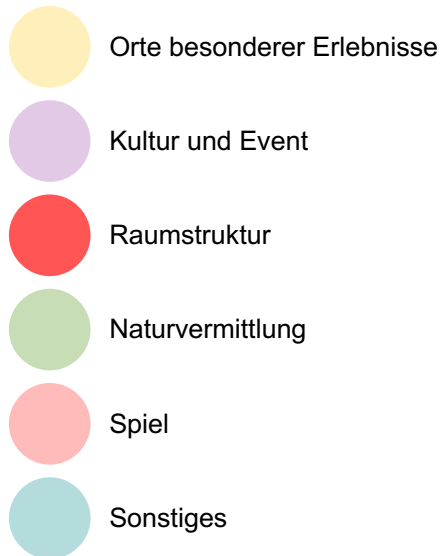 Orte besonderer Erlebnisse
Kultur und Event
Raumstruktur
Naturvermittlung
Spiel
Sonstiges